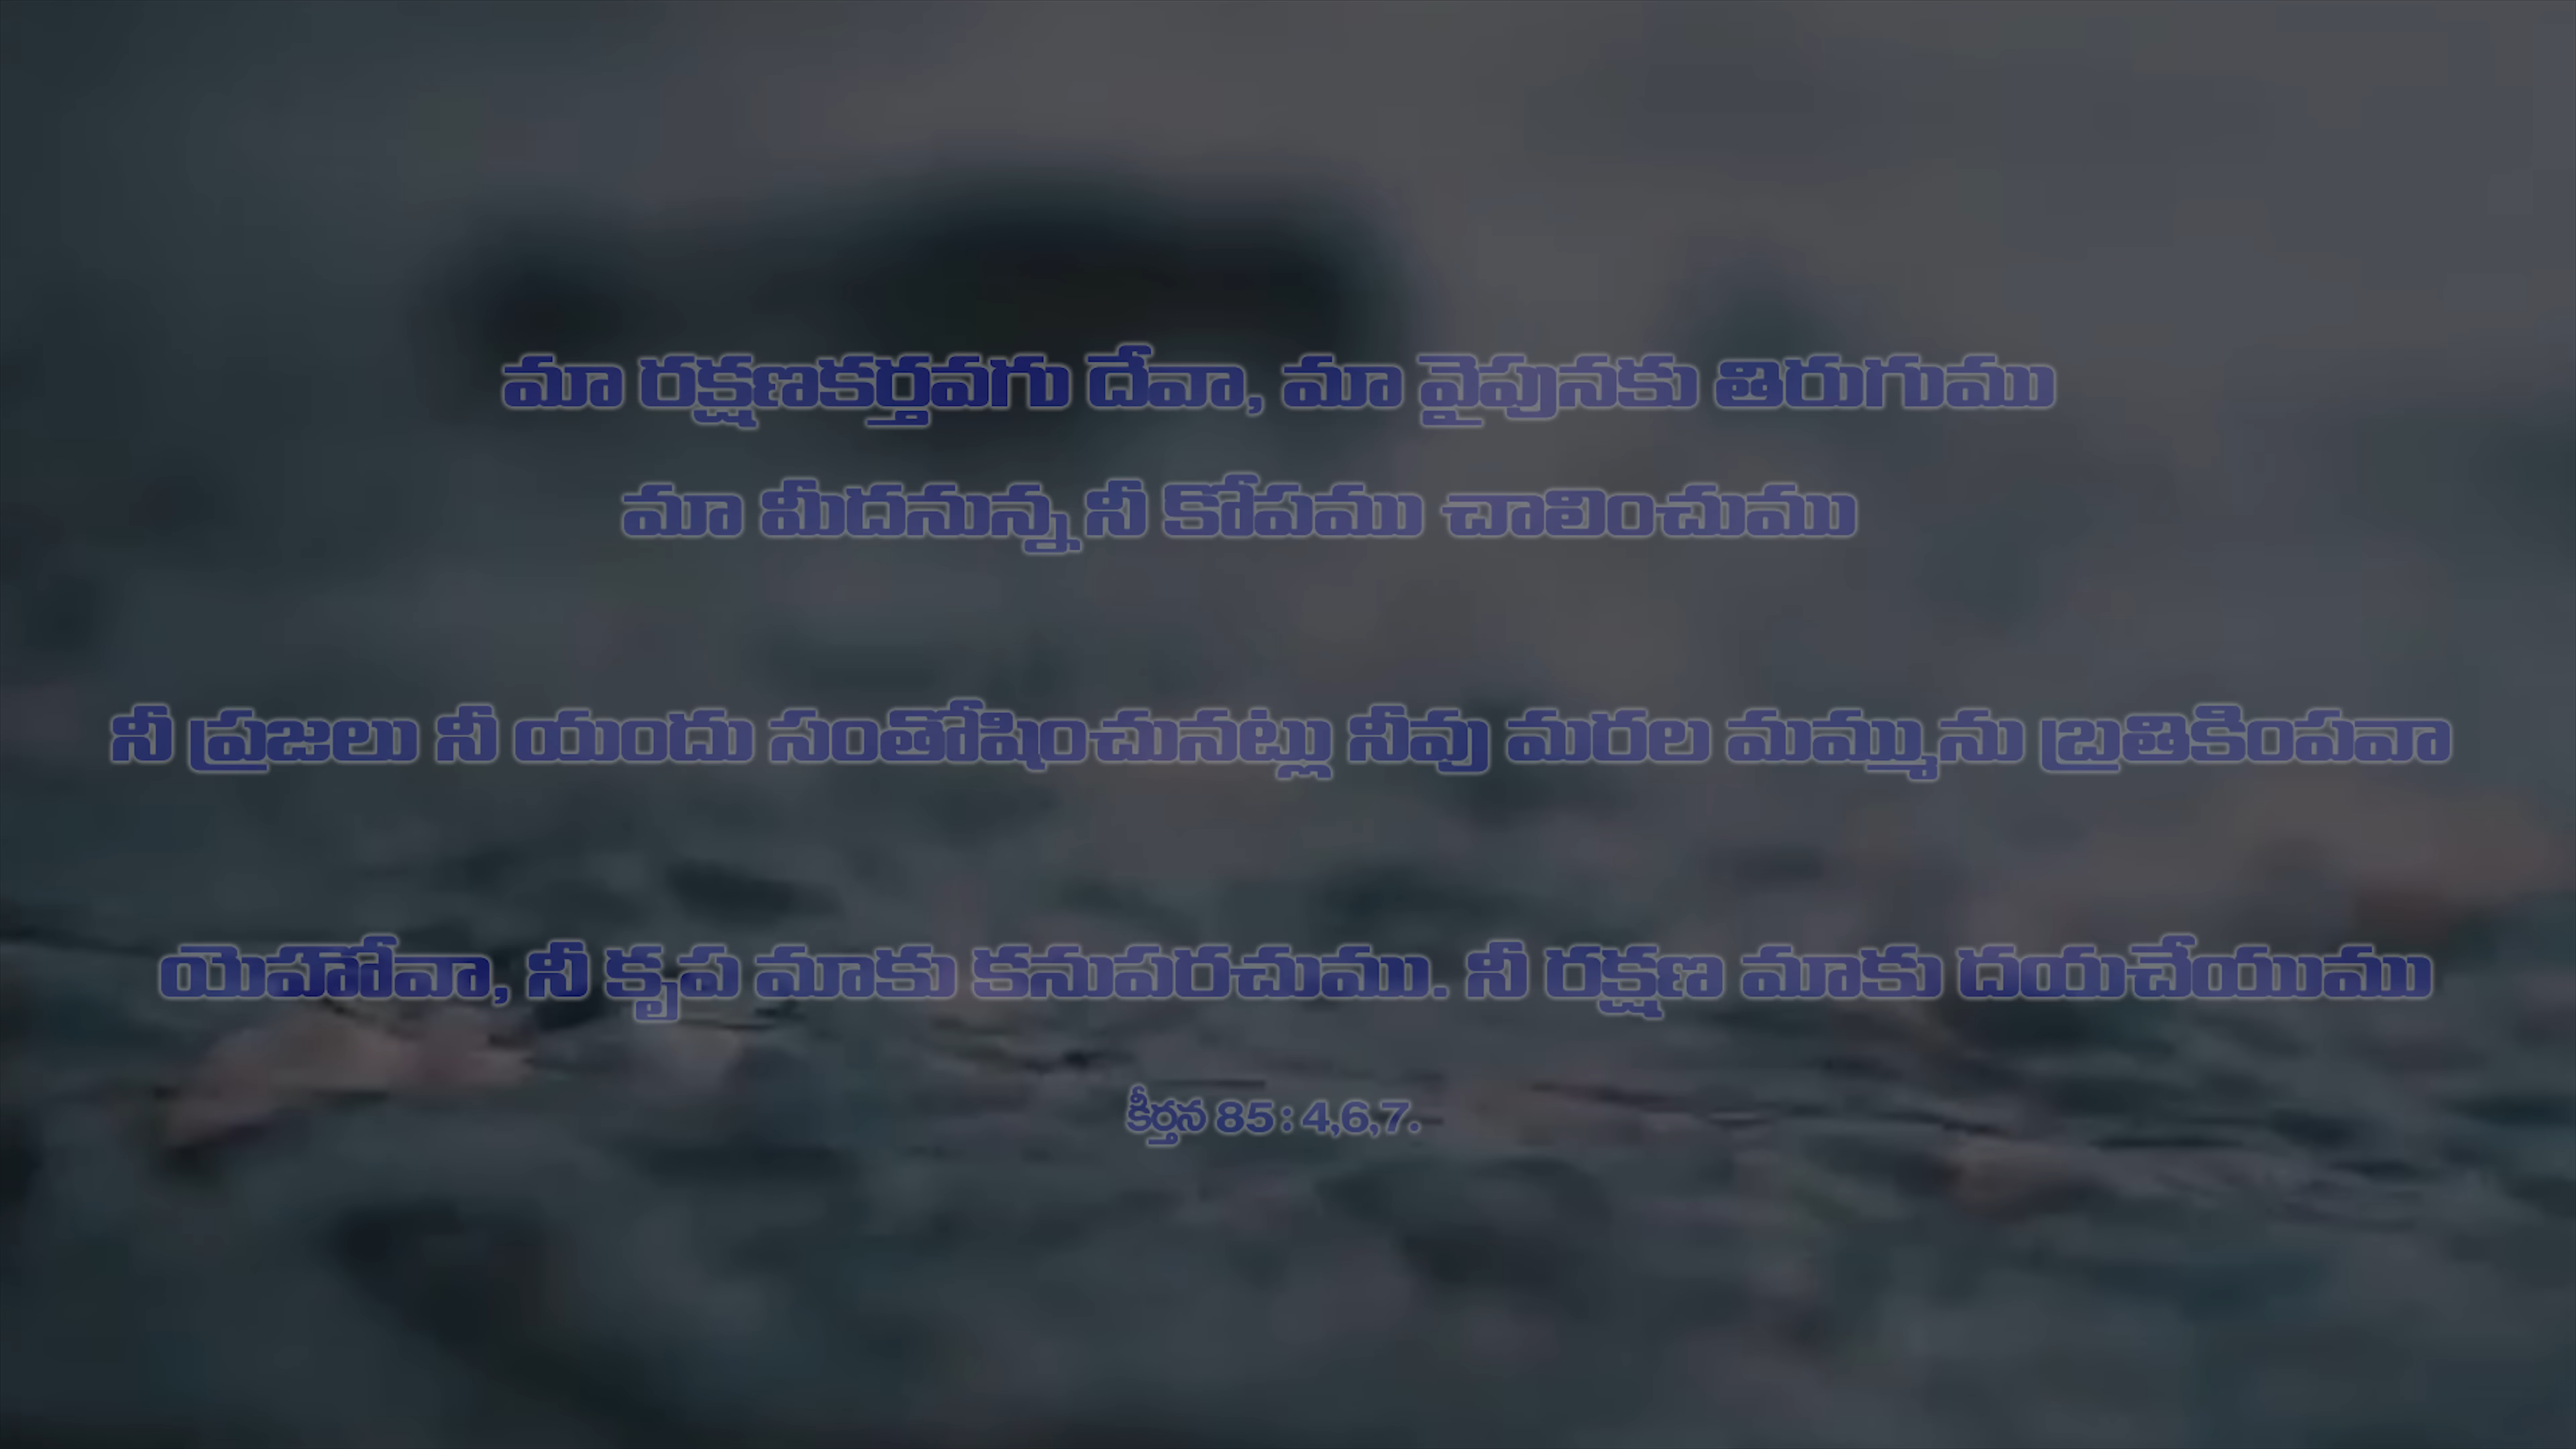 మా రక్షణకర్తవగు దేవా, మా వైపునకు తిరుగుము
మా మీదనున్న నీ కోపము చాలించుము
నీ ప్రజలు నీ యందు సంతోషించునట్లు నీవు మరల మమ్మును బ్రతికింపవా
యెహోవా, నీ కృప మాకు కనుపరచుము. నీ రక్షణ మాకు దయచేయుము
కీర్తన 85 : 4,6,7.